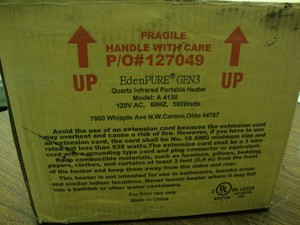 FRAGILE
HANDLE WITH CARE
P/O#127049
UP
UP
EdenPURE® GEN3
Quartz Infrared Portable Heater
Model: A 4136
120V AC, 60HZ, 500Watts
7800 Whipple Ave N.W.Canton,Ohio 44767
Avoid the use of an extension cord because the extension cord
may overheat and cause a risk of fire. However, if you have to use
an extension cord, the cord shall be No.16 AWG minimum size and
rated not less than 938 watts.The extension cord shall be a 3 wire
cord with grounding type cord and plug connector or equivalent.
Keep combustible materials, such as furniture, pillows, bedding,
papers, clothes, and curtains at least 3 foot (0.9 m) from the front
of the heater and keep them away from the sides and rear.
This heater is not intended for use in bathrooms, laundry areas
and similar indoor locations. Never locate heater where it may fall
into a bathtub or other water container.
For floor use only
Made in China
UL
LISTED